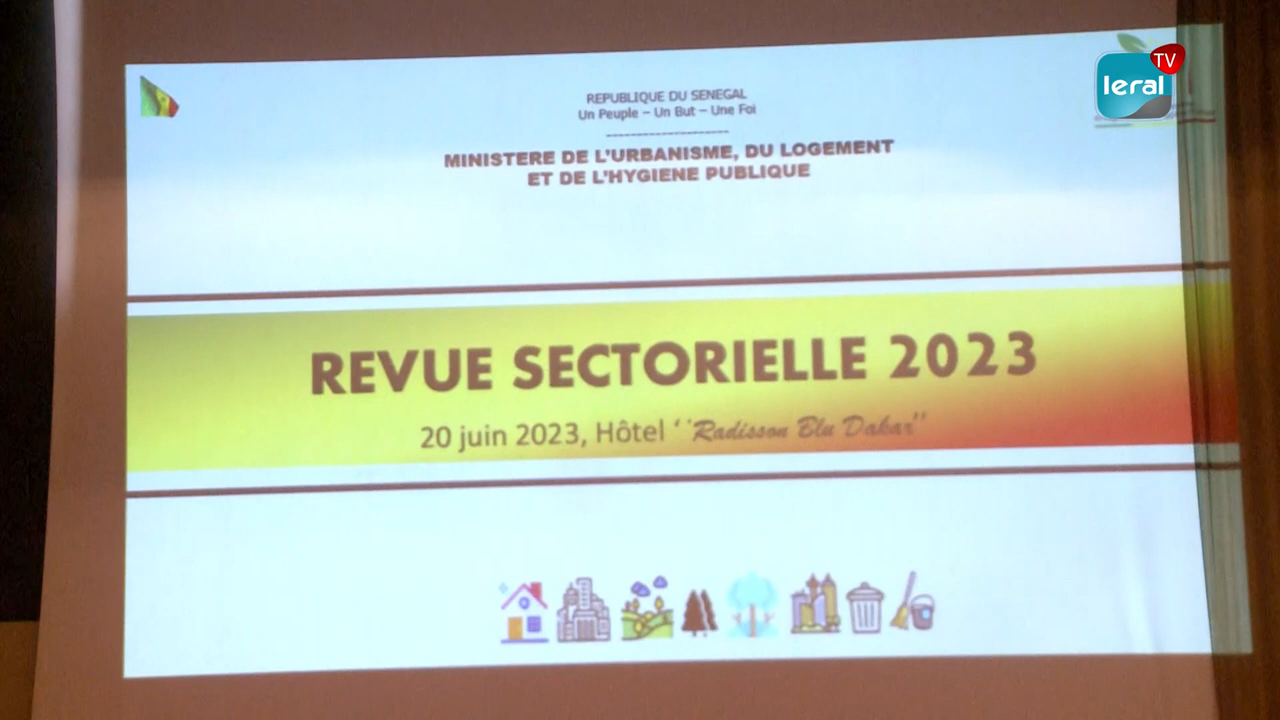 REPUBLIQUE DU SENEGAL
Un Peuple – Un But – Une Foi
--------------------
MINISTERE DE L'URBANISME, DU LOGEMENT
ET DE L'HYGIENE PUBLIQUE
REVUE SECTORIELLE 2023
20 juin 2023, Hôtel ''Radisson Blu Dakar''
leral TV